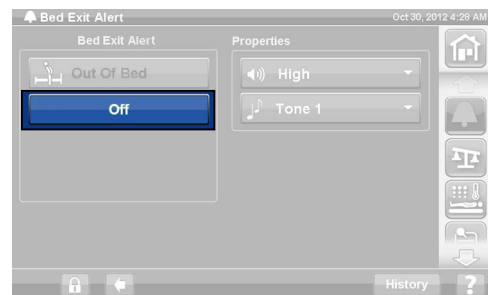 Bed Exit Alert
Oct 30, 2012 4:28 AM
Bed Exit Alert
Properties
Out Of Bed
High
Off
Tone 1
History
?